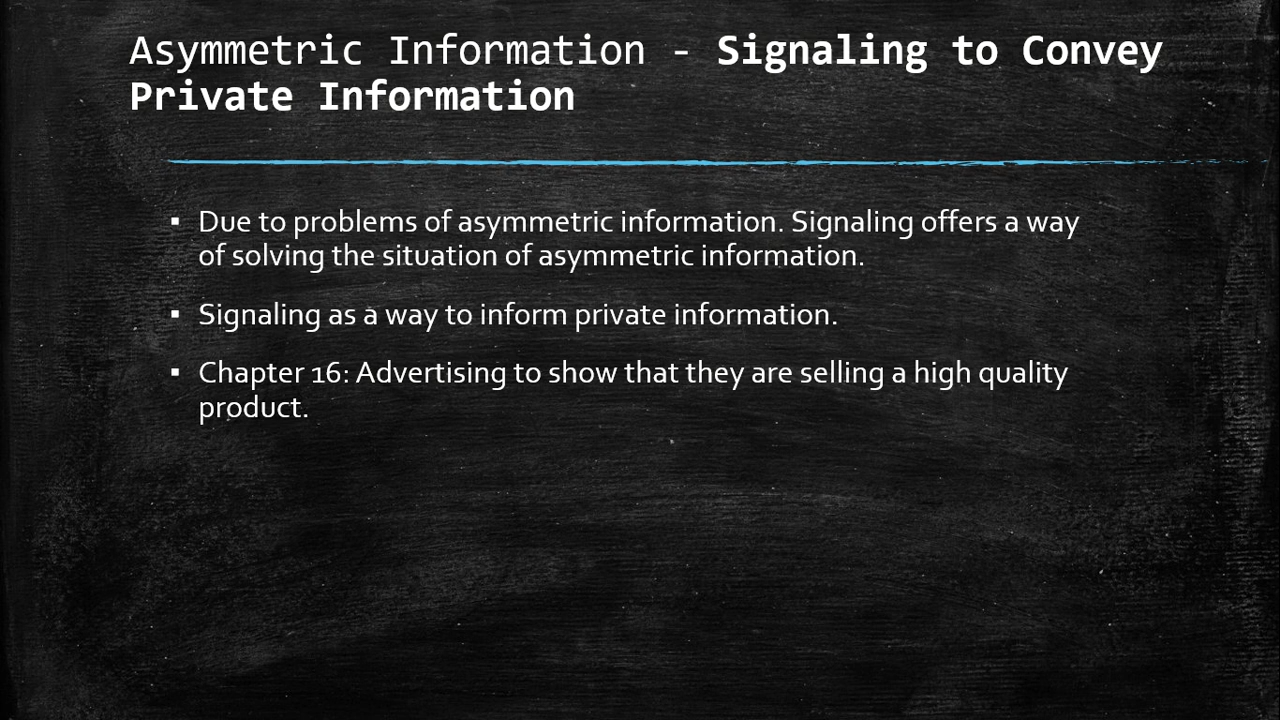 Asymmetric Information - Signaling to Convey
Private Information
▪ Due to problems of asymmetric information. Signaling offers a way
of solving the situation of asymmetric information.
▪ Signaling as a way to inform private information.
▪ Chapter 16: Advertising to show that they are selling a high quality
product.